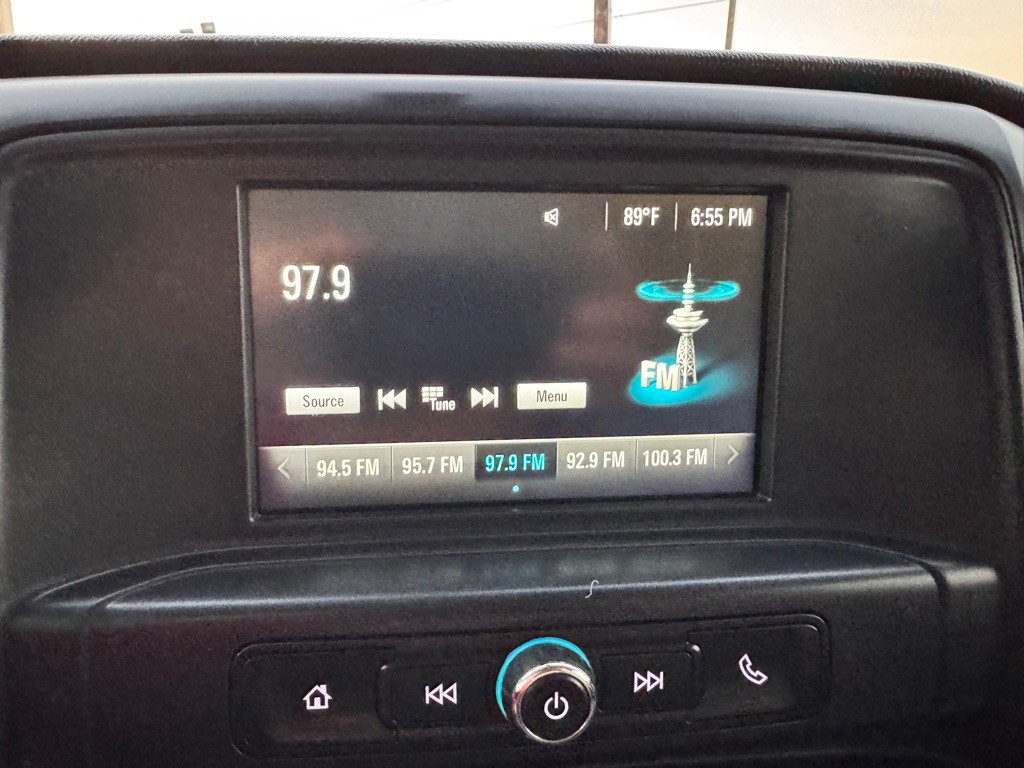 89°F 6:55 PM
97.9
FM
Source Tune Menu
94.5 FM 95.7 FM 97.9 FM 92.9 FM 100.3 FM